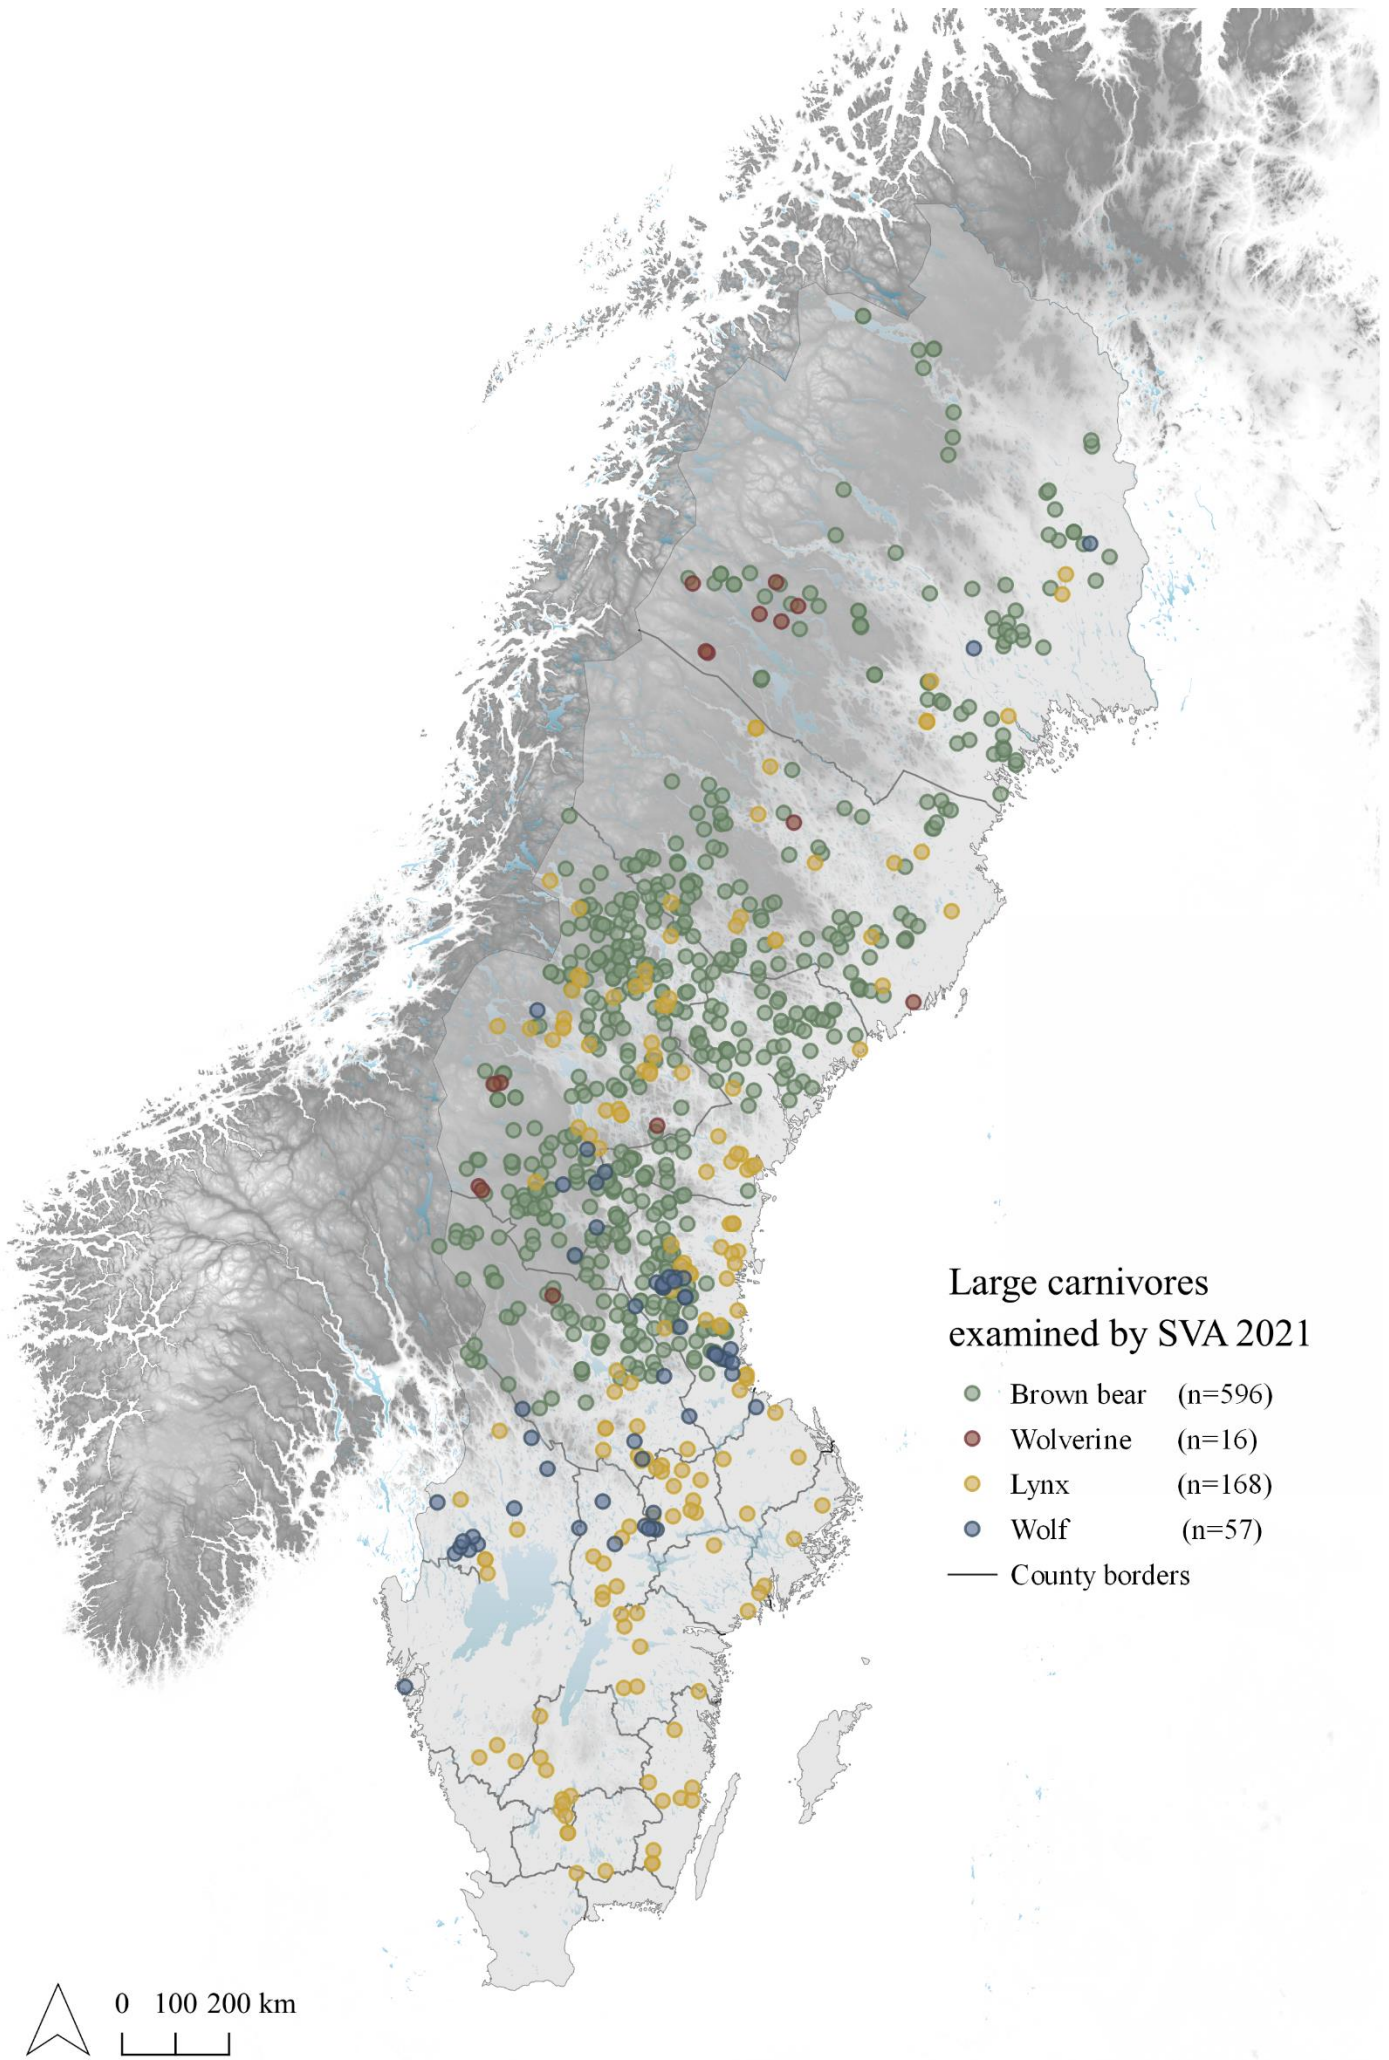 Large carnivores
examined by SVA 2021
Brown bear (n=596)
Wolverine (n=16)
Lynx (n=168)
Wolf (n=57)
County borders
0 100 200 km